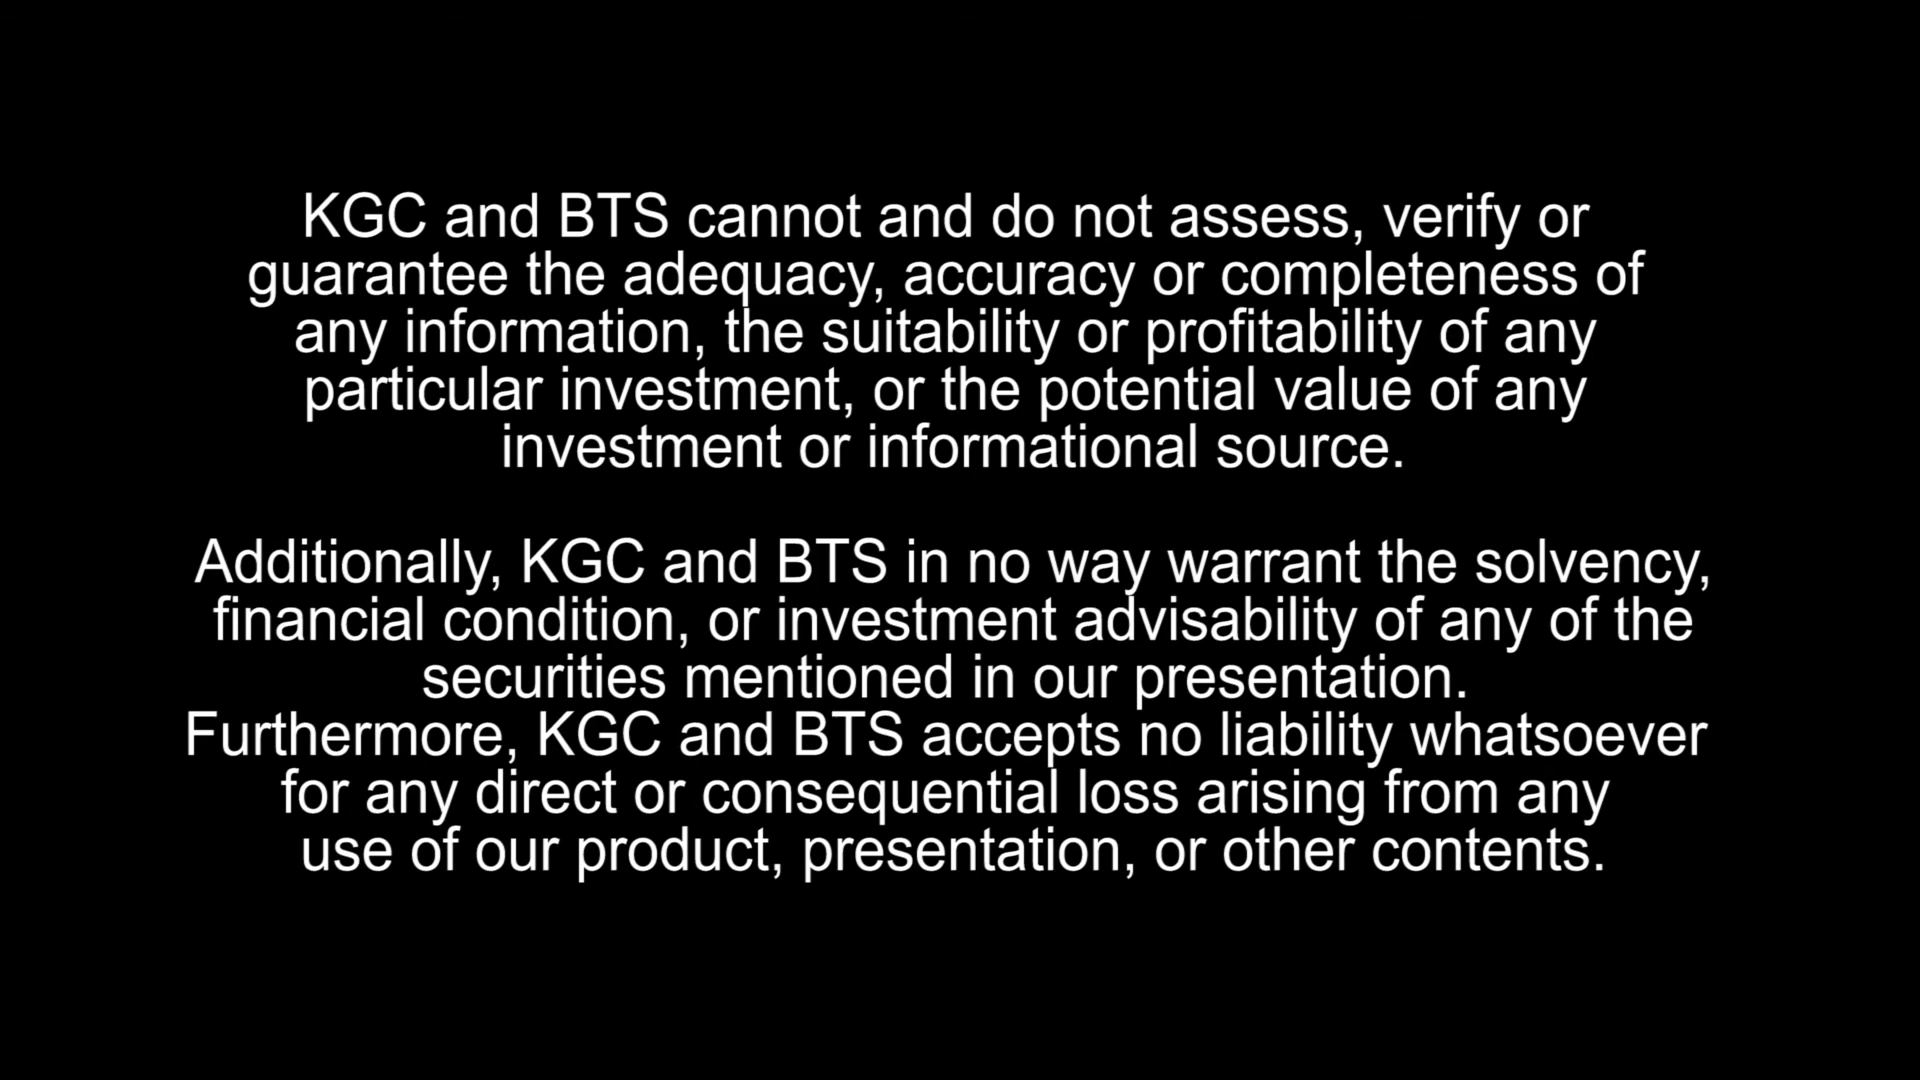 KGC and BTS cannot and do not assess, verify or
guarantee the adequacy, accuracy or completeness of
any information, the suitability or profitability of any
particular investment, or the potential value of any
investment or informational source.
Additionally, KGC and BTS in no way warrant the solvency,
financial condition, or investment advisability of any of the
securities mentioned in our presentation.
Furthermore, KGC and BTS accepts no liability whatsoever
for any direct or consequential loss arising from any
use of our product, presentation, or other contents.